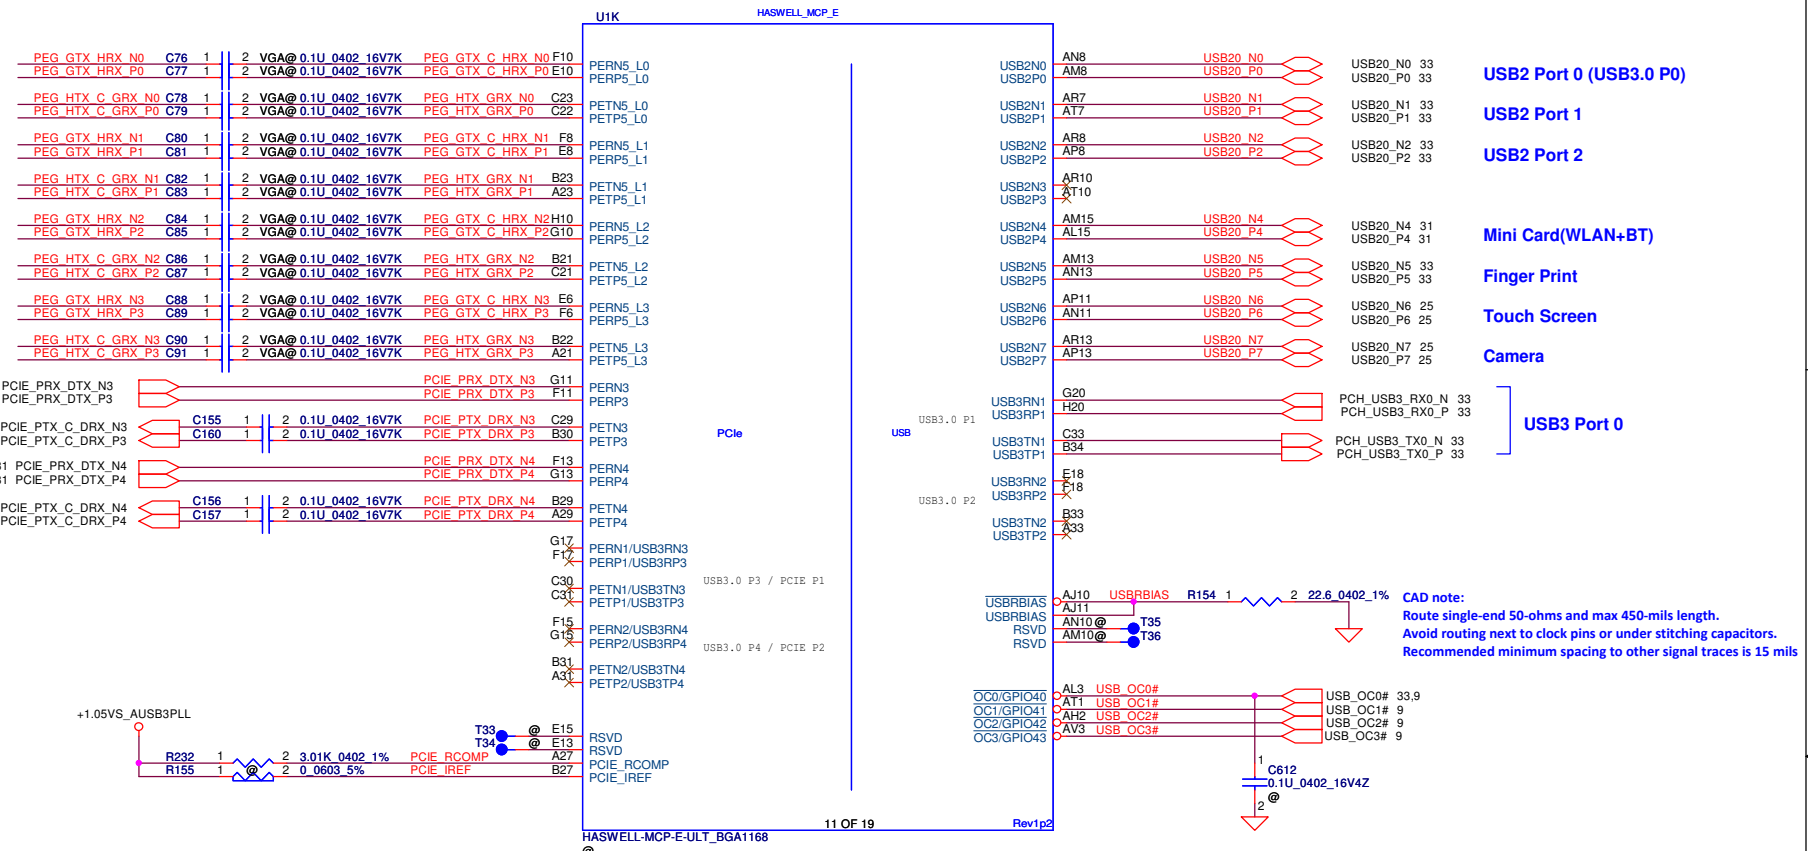 U1K
HASWELL_MCP_E
PEG_GTX_HRX_N0 C76 1 2 VGA@ 0.1U_0402_16V7K PEG_GTX_C_HRX_N0 F10 PERN5_L0
PEG_GTX_HRX_P0 C77 1 2 VGA@ 0.1U_0402_16V7K PEG_GTX_C_HRX_P0 E10 PERP5_L0
PEG_HTX_C_GRX_N0 C78 1 2 VGA@ 0.1U_0402_16V7K PEG_HTX_GRX_N0 C23 PETN5_L0
PEG_HTX_C_GRX_P0 C79 1 2 VGA@ 0.1U_0402_16V7K PEG_HTX_GRX_P0 C22 PETP5_L0
PEG_GTX_HRX_N1 C80 1 2 VGA@ 0.1U_0402_16V7K PEG_GTX_C_HRX_N1 F8 PERN5_L1
PEG_GTX_HRX_P1 C81 1 2 VGA@ 0.1U_0402_16V7K PEG_GTX_C_HRX_P1 E8 PERP5_L1
PEG_HTX_C_GRX_N1 C82 1 2 VGA@ 0.1U_0402_16V7K PEG_HTX_GRX_N1 B23 PETN5_L1
PEG_HTX_C_GRX_P1 C83 1 2 VGA@ 0.1U_0402_16V7K PEG_HTX_GRX_P1 A23 PETP5_L1
PEG_GTX_HRX_N2 C84 1 2 VGA@ 0.1U_0402_16V7K PEG_GTX_C_HRX_N2 H10 PERN5_L2
PEG_GTX_HRX_P2 C85 1 2 VGA@ 0.1U_0402_16V7K PEG_GTX_C_HRX_P2 G10 PERP5_L2
PEG_HTX_C_GRX_N2 C86 1 2 VGA@ 0.1U_0402_16V7K PEG_HTX_GRX_N2 B21 PETN5_L2
PEG_HTX_C_GRX_P2 C87 1 2 VGA@ 0.1U_0402_16V7K PEG_HTX_GRX_P2 C21 PETP5_L2
PEG_GTX_HRX_N3 C88 1 2 VGA@ 0.1U_0402_16V7K PEG_GTX_C_HRX_N3 E6 PERN5_L3
PEG_GTX_HRX_P3 C89 1 2 VGA@ 0.1U_0402_16V7K PEG_GTX_C_HRX_P3 F6 PERP5_L3
PEG_HTX_C_GRX_N3 C90 1 2 VGA@ 0.1U_0402_16V7K PEG_HTX_GRX_N3 B22 PETN5_L3
PEG_HTX_C_GRX_P3 C91 1 2 VGA@ 0.1U_0402_16V7K PEG_HTX_GRX_P3 A21 PETP5_L3
PCIE_PRX_DTX_N3 PCIE_PRX_DTX_N3 G11 PERN3
PCIE_PRX_DTX_P3 PCIE_PRX_DTX_P3 F11 PERP3
PCIE_PTX_C_DRX_N3 C155 1 2 0.1U_0402_16V7K PCIE_PTX_DRX_N3 C29 PETN3
PCIE_PTX_C_DRX_P3 C160 1 2 0.1U_0402_16V7K PCIE_PTX_DRX_P3 B30 PETP3
PCIE_PRX_DTX_N4 PCIE_PRX_DTX_N4 F13 PERN4
PCIE_PRX_DTX_P4 PCIE_PRX_DTX_P4 G13 PERP4
PCIE_PTX_C_DRX_N4 C156 1 2 0.1U_0402_16V7K PCIE_PTX_DRX_N4 B29 PETN4
PCIE_PTX_C_DRX_P4 C157 1 2 0.1U_0402_16V7K PCIE_PTX_DRX_P4 A29 PETP4
G17 PERN1/USB3RN3
F17 PERP1/USB3RP3
USB3.0 P3 / PCIE P1
C30 PETN1/USB3TN3
C31 PETP1/USB3TP3
F15 PERN2/USB3RN4
G15 PERP2/USB3RP4
USB3.0 P4 / PCIE P2
B31 PETN2/USB3TN4
A31 PETP2/USB3TP4
+1.05VS_AUSB3PLL
T33 @ E15 RSVD
T34 @ E13 RSVD
R232 1 2 3.01K_0402_1% PCIE_RCOMP A27 PCIE_RCOMP
R155 1 @ 2 0_0603_5% PCIE_IREF B27 PCIE_IREF
PCIe
USB
USB2N0 AN8 USB20_N0 USB20_N0 33
USB2P0 AM8 USB20_P0 USB20_P0 33
USB2 Port 0 (USB3.0 P0)
USB2N1 AR7 USB20_N1 USB20_N1 33
USB2P1 AT7 USB20_P1 USB20_P1 33
USB2 Port 1
USB2N2 AR8 USB20_N2 USB20_N2 33
USB2P2 AP8 USB20_P2 USB20_P2 33
USB2 Port 2
USB2N3 AR10
USB2P3 AT10
USB2N4 AM15 USB20_N4 USB20_N4 31
USB2P4 AL15 USB20_P4 USB20_P4 31
Mini Card(WLAN+BT)
USB2N5 AM13 USB20_N5 USB20_N5 33
USB2P5 AN13 USB20_P5 USB20_P5 33
Finger Print
USB2N6 AP11 USB20_N6 USB20_N6 25
USB2P6 AN11 USB20_P6 USB20_P6 25
Touch Screen
USB2N7 AR13 USB20_N7 USB20_N7 25
USB2P7 AP13 USB20_P7 USB20_P7 25
Camera
USB3RN1 G20 PCH_USB3_RX0_N 33
USB3RP1 H20 PCH_USB3_RX0_P 33
USB3.0 P1
USB3 Port 0
USB3TN1 C33 PCH_USB3_TX0_N 33
USB3TP1 B34 PCH_USB3_TX0_P 33
USB3RN2 E18
USB3RP2 F18
USB3.0 P2
USB3TN2 B33
USB3TP2 A33
USBRBIAS AJ10 USBRBIAS R154 1 2 22.6_0402_1%
USBRBIAS AJ11
RSVD AN10 @ T35
RSVD AM10 @ T36
CAD note:
Route single-end 50-ohms and max 450-mils length.
Avoid routing next to clock pins or under stitching capacitors.
Recommended minimum spacing to other signal traces is 15 mils
OC0/GPIO40 AL3 USB_OC0# USB_OC0# 33,9
OC1/GPIO41 AT1 USB_OC1# USB_OC1# 9
OC2/GPIO42 AH2 USB_OC2# USB_OC2# 9
OC3/GPIO43 AV3 USB_OC3# USB_OC3# 9
1
C612
0.1U_0402_16V4Z
@
2
11 OF 19
Rev1p2
HASWELL-MCP-E-ULT_BGA1168
@